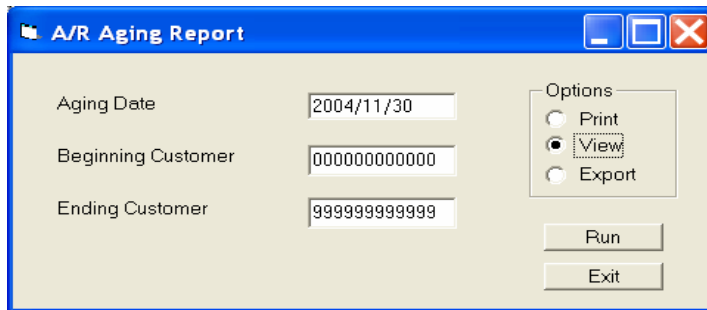 A/R Aging Report
Aging Date
2004/11/30
Beginning Customer
000000000000
Ending Customer
999999999999
Options
Print
View
Export
Run
Exit